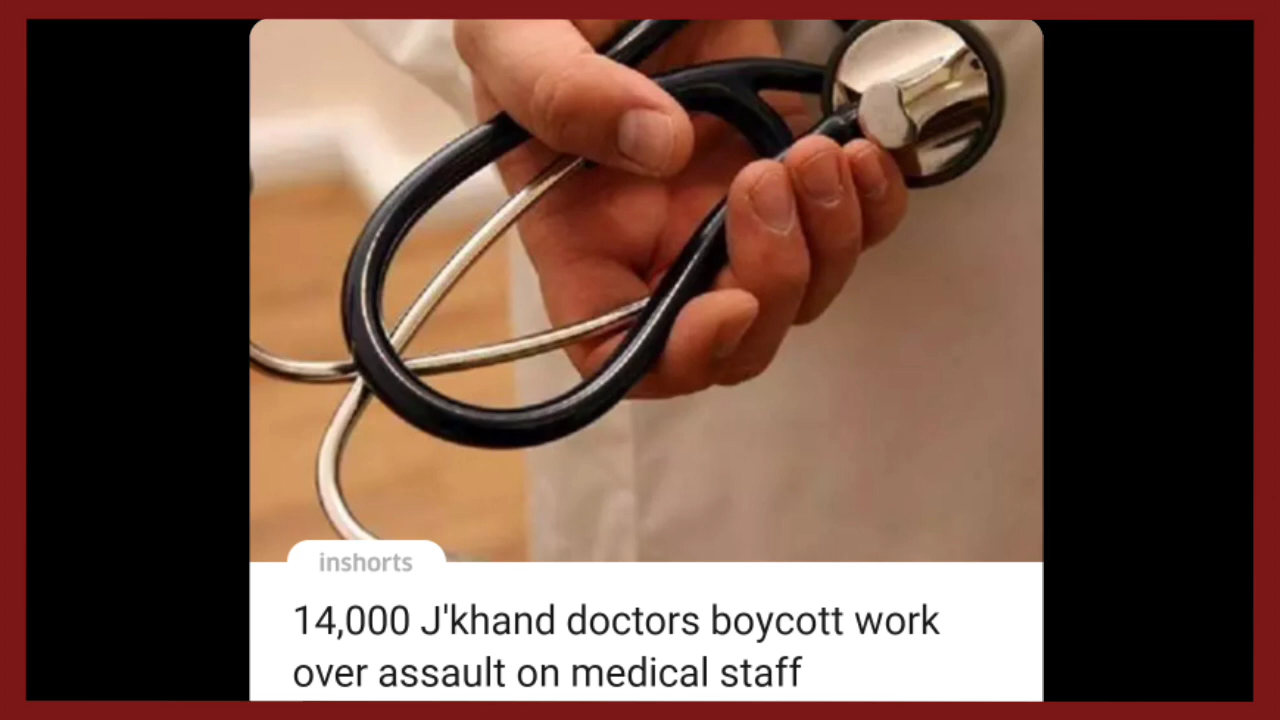 inshorts
14,000 J'khand doctors boycott work
over assault on medical staff